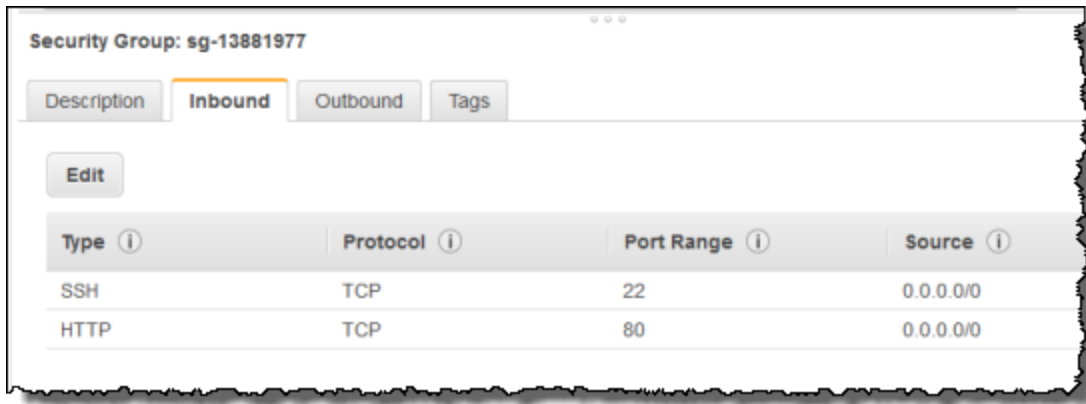 Security Group: sg-13881977
Description Inbound Outbound Tags
Edit
Type i Protocol i Port Range i Source i
SSH TCP 22 0.0.0.0/0
HTTP TCP 80 0.0.0.0/0